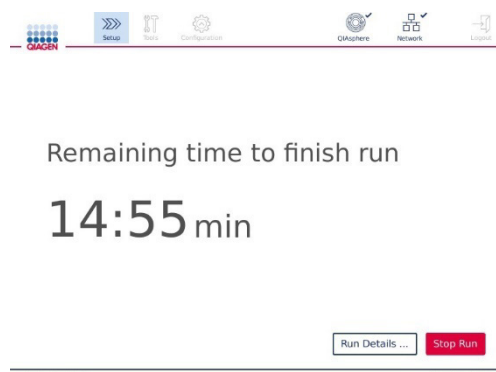 QIAGEN
Setup
Tools
Configuration
QIAsphere
Network
Logout
Remaining time to finish run
14:55 min
Run Details ...
Stop Run